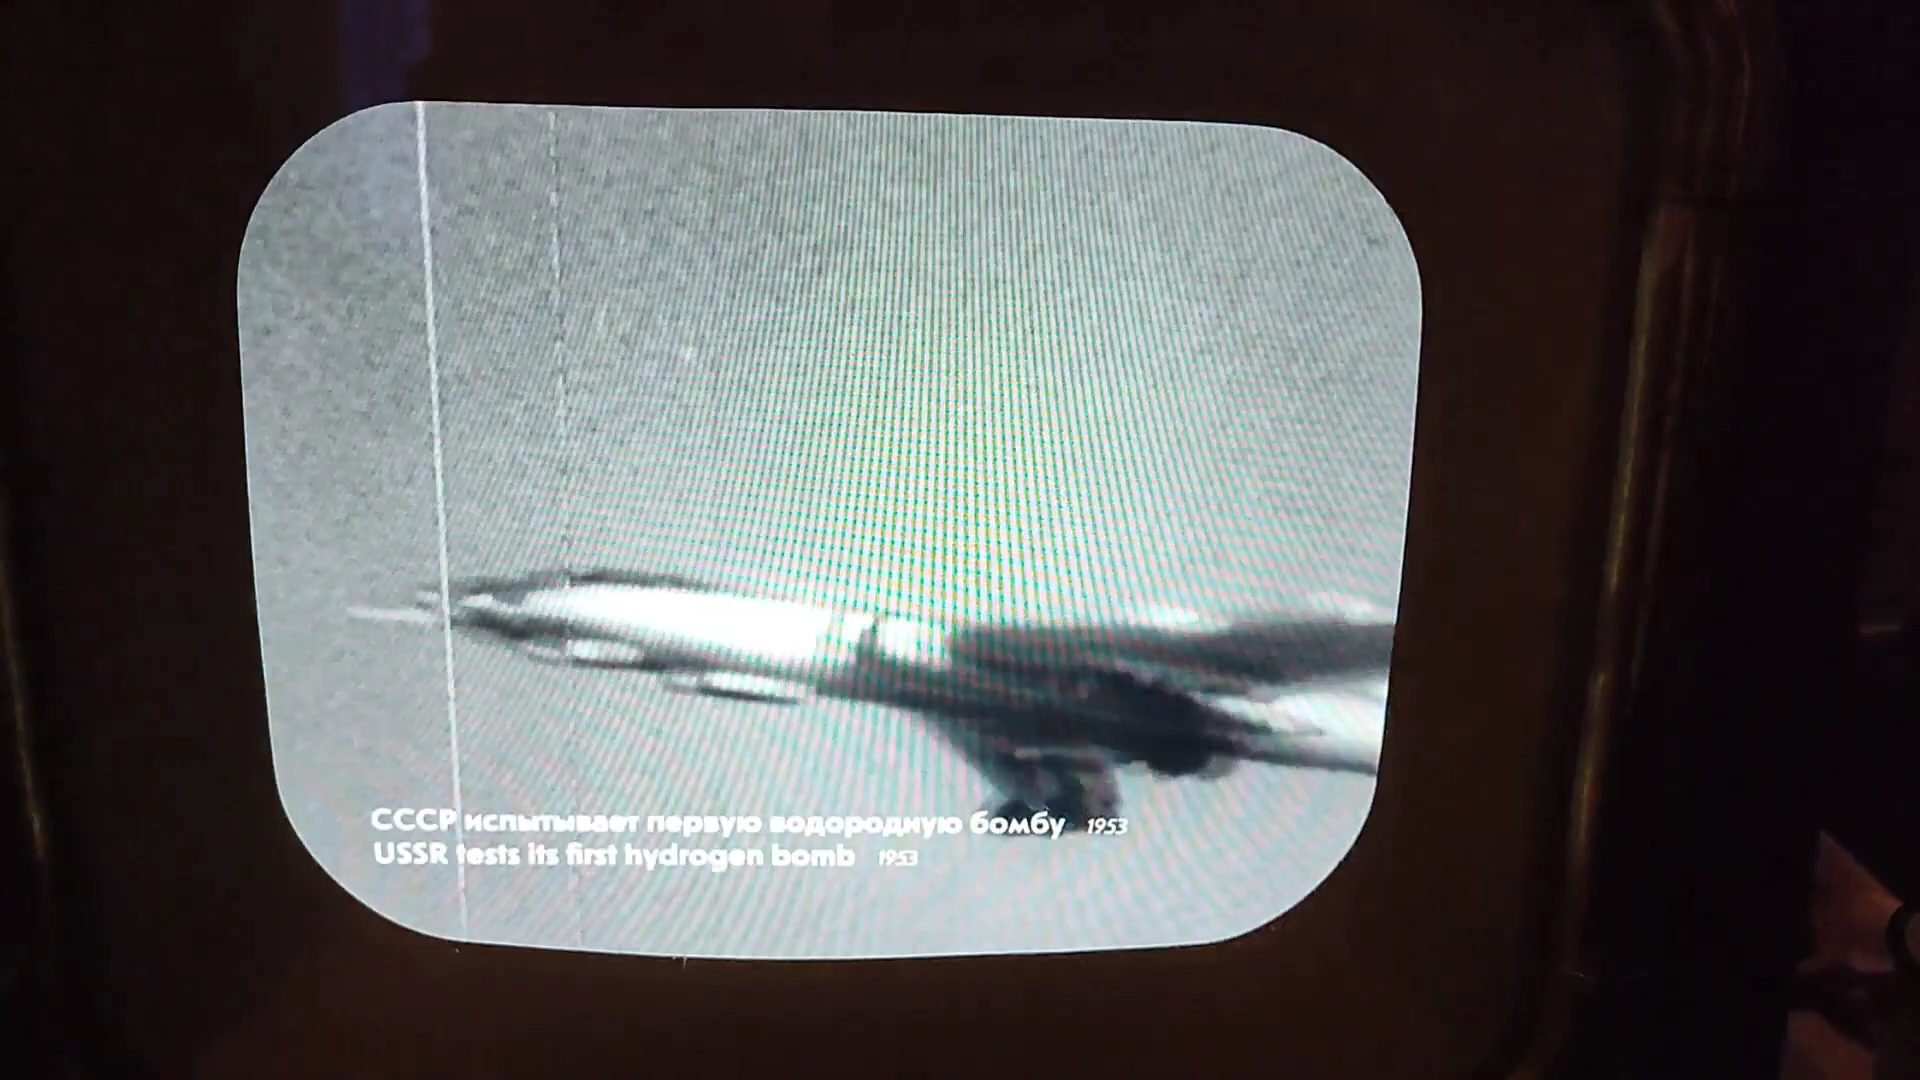 СССР испытывает первую водородную бомбу 1953
USSR tests its first hydrogen bomb 1953